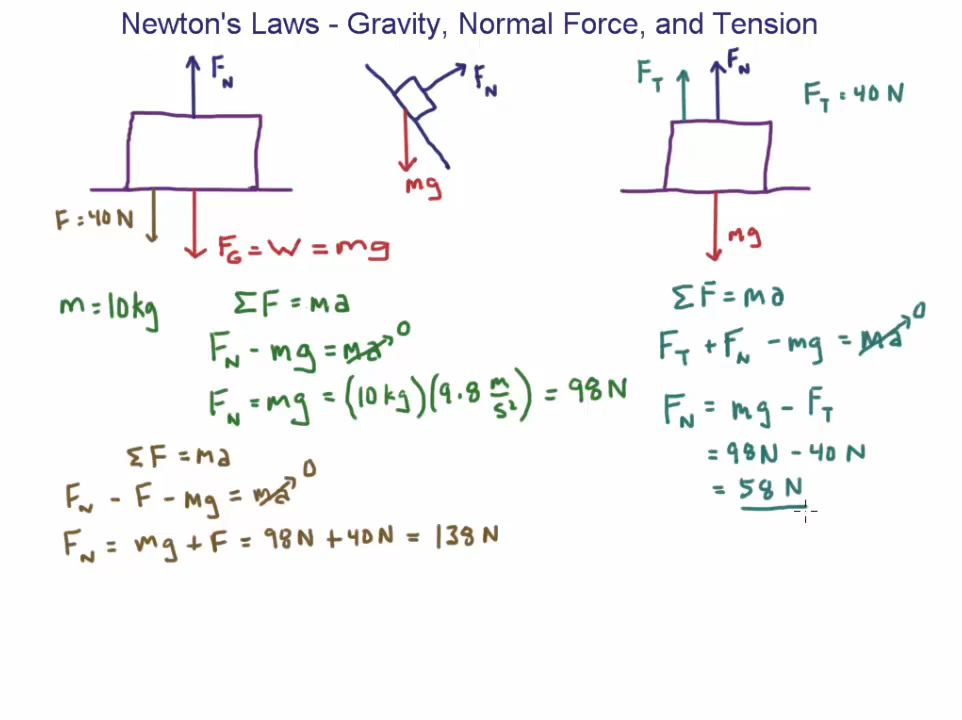 Newton's Laws - Gravity, Normal Force, and Tension
F_N
F = 40 N
F_G = W = mg
F_N
mg
F_T
F_N
F_T = 40 N
mg
m = 10 kg
ΣF = ma
F_N - mg = ma 0
F_N = mg = (10 kg)(9.8 m/s²) = 98 N
ΣF = ma
F_N - F - mg = ma 0
F_N = mg + F = 98 N + 40 N = 138 N
ΣF = ma
F_T + F_N - mg = ma 0
F_N = mg - F_T
= 98 N - 40 N
= 58 N